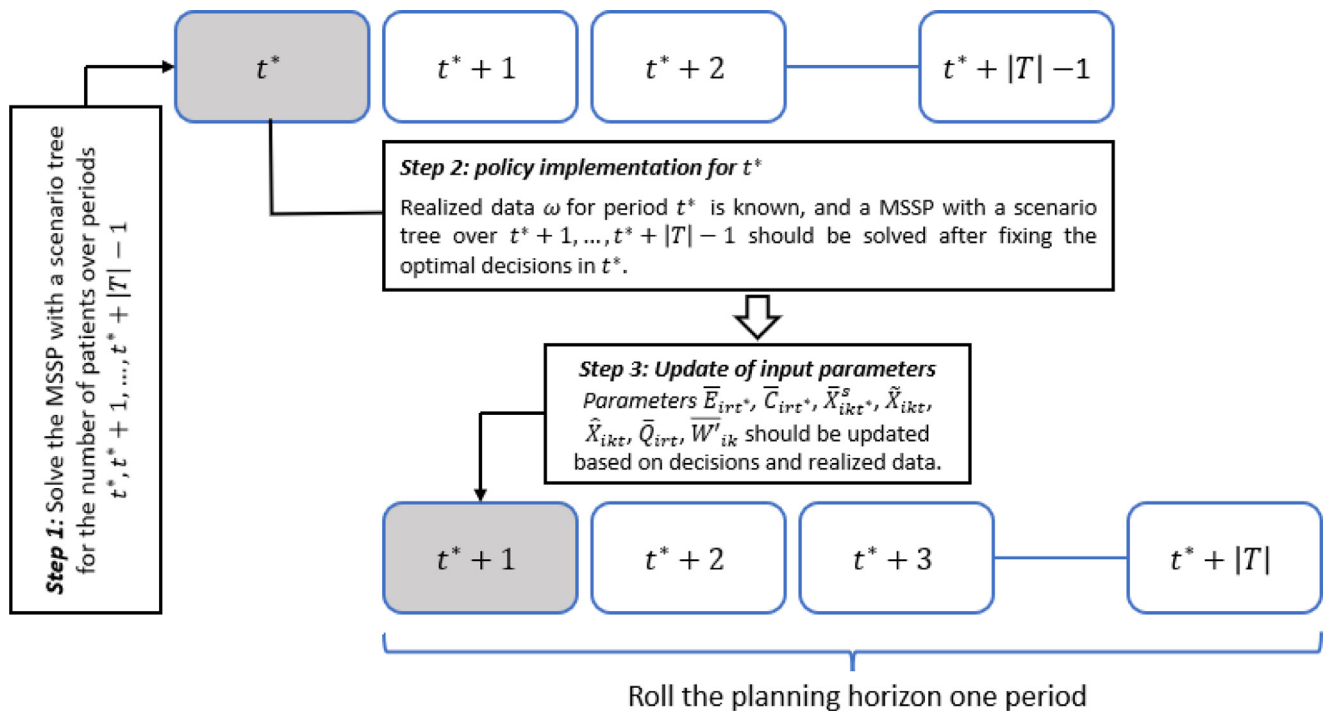 t* t* + 1 t* + 2 t* + |T| − 1
Step 1: Solve the MSSP with a scenario tree
for the number of patients over periods
t*, t* + 1, …, t* + |T| − 1
Step 2: policy implementation for t*
Realized data ω for period t* is known, and a MSSP with a scenario
tree over t* + 1, …, t* + |T| − 1 should be solved after fixing the
optimal decisions in t*.
Step 3: Update of input parameters
Parameters E̅_irt*, C̅_irt*, X̅^s_ikt*, X̃_ikt,
X̂_ikt, Q̅_irt, W̅'_ik should be updated
based on decisions and realized data.
t* + 1 t* + 2 t* + 3 t* + |T|
Roll the planning horizon one period